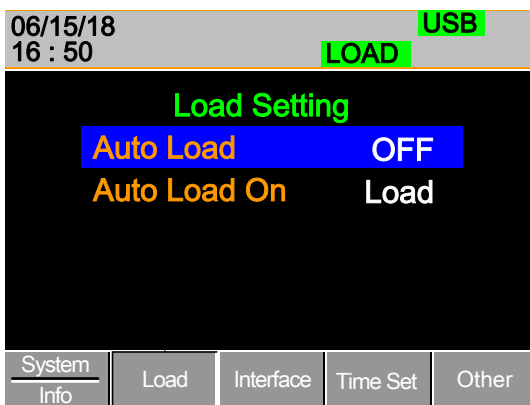 06/15/18
USB
16 : 50
LOAD
Load Setting
Auto Load OFF
Auto Load On Load
System
Info
Load
Interface
Time Set
Other